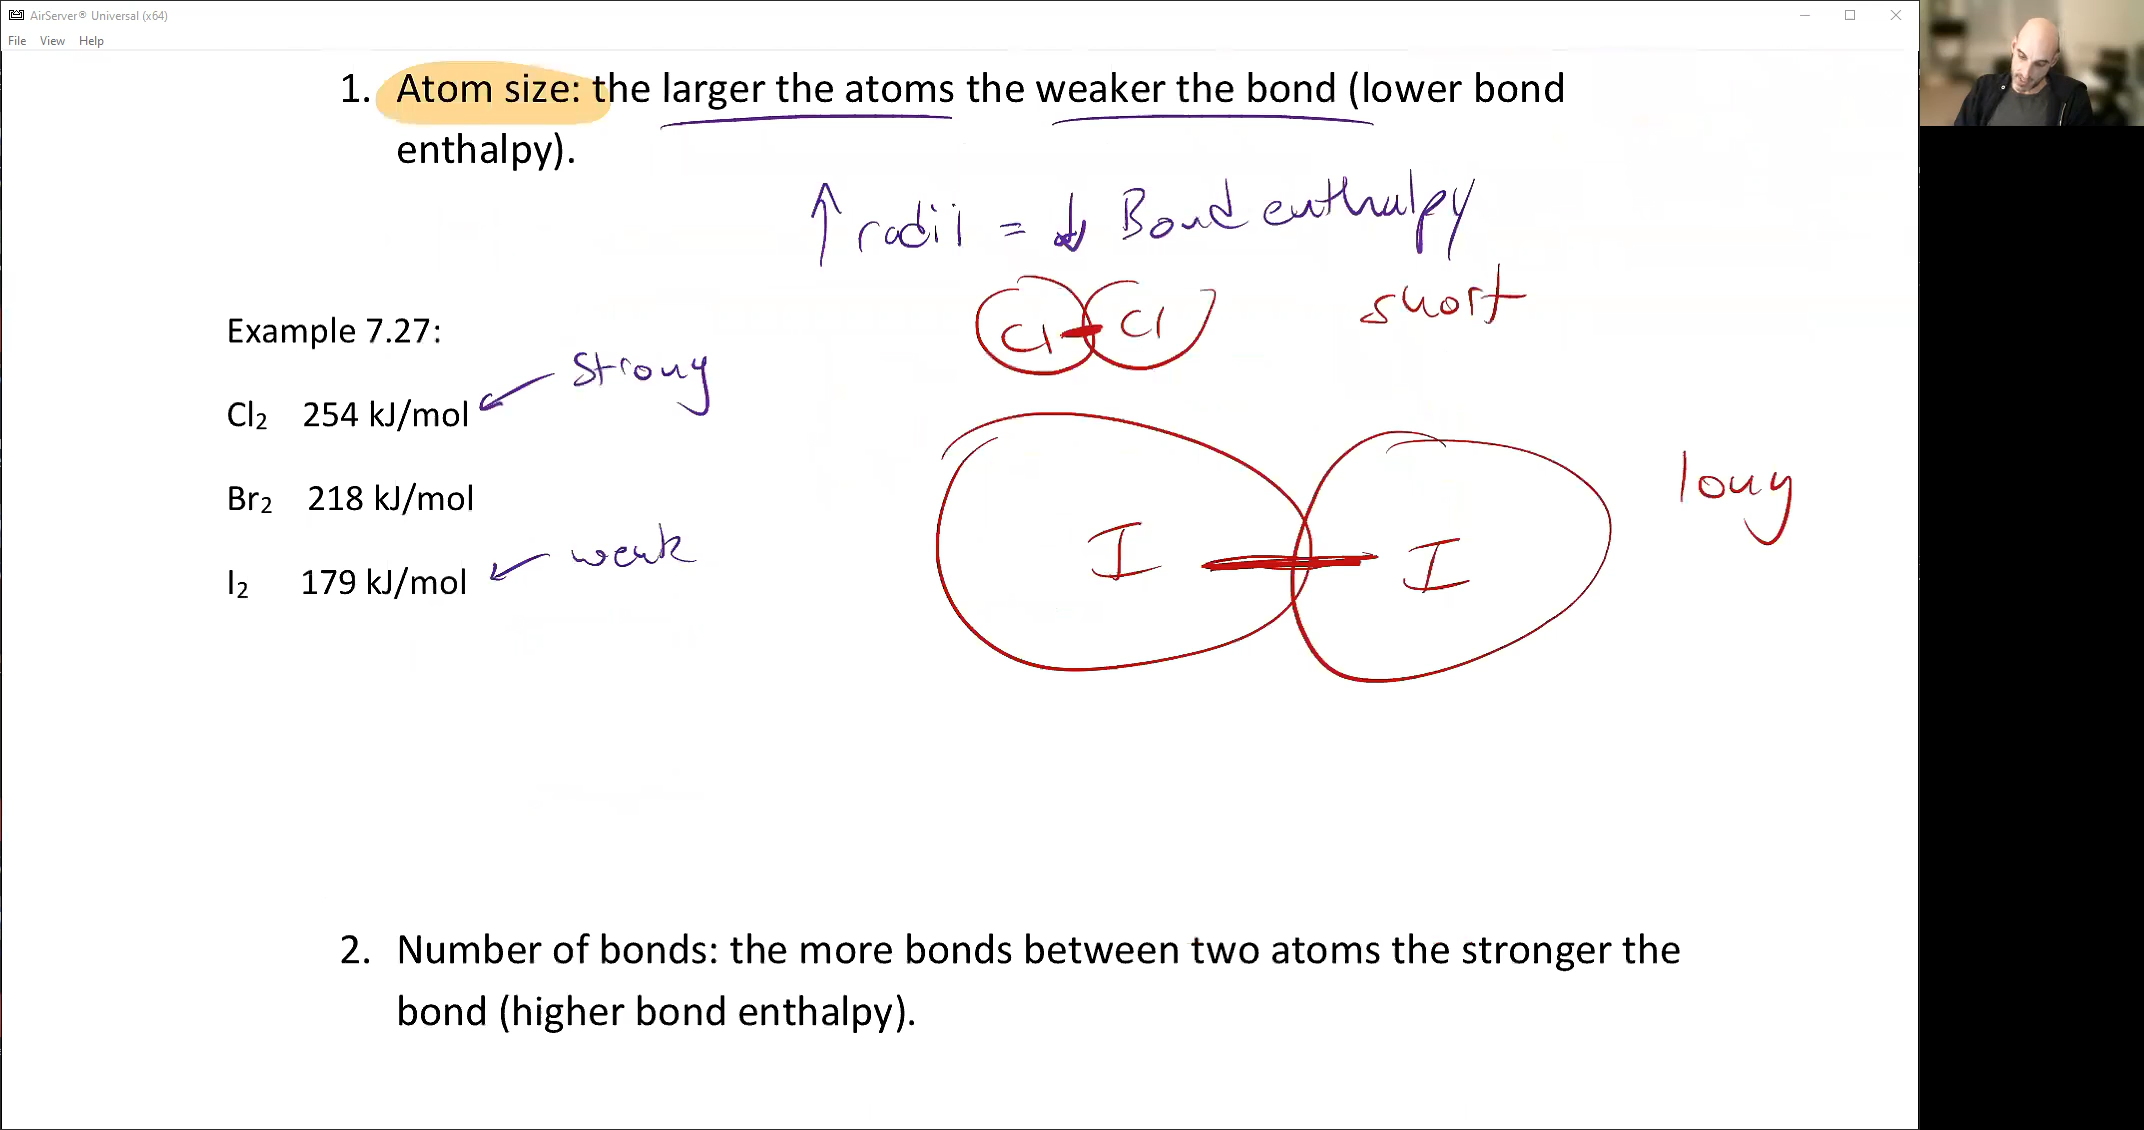 AirServer® Universal (x64)
File View Help
1. Atom size: the larger the atoms the weaker the bond (lower bond
enthalpy).
↑ radii = ↓ Bond enthalpy
Cl - Cl short
Example 7.27:
Strong
Cl₂ 254 kJ/mol
Br₂ 218 kJ/mol
long
weak
I - I
I₂ 179 kJ/mol
2. Number of bonds: the more bonds between two atoms the stronger the
bond (higher bond enthalpy).